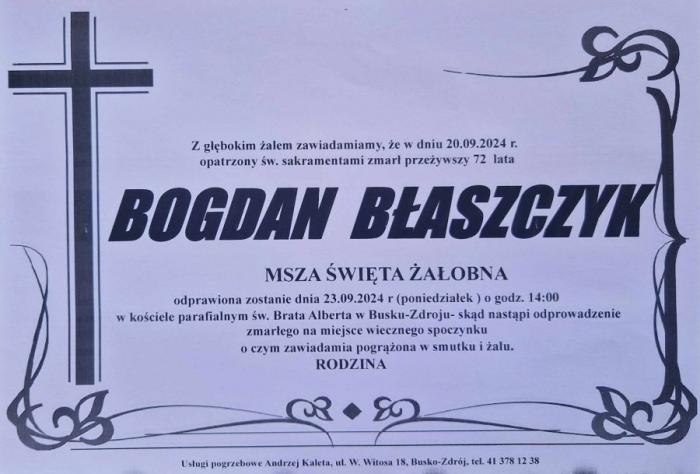 Z głębokim żalem zawiadamiamy, że w dniu 20.09.2024 r.
opatrzony św. sakramentami zmarł przeżywszy 72 lata
BOGDAN BŁASZCZYK
MSZA ŚWIĘTA ŻAŁOBNA
odprawiona zostanie dnia 23.09.2024 r (poniedziałek ) o godz. 14:00
w kościele parafialnym św. Brata Alberta w Busku-Zdroju- skąd nastąpi odprowadzenie
zmarłego na miejsce wiecznego spoczynku
o czym zawiadamia pogrążona w smutku i żalu.
RODZINA
Usługi pogrzebowe Andrzej Kaleta, ul. W. Witosa 18, Busko-Zdrój, tel. 41 378 12 38